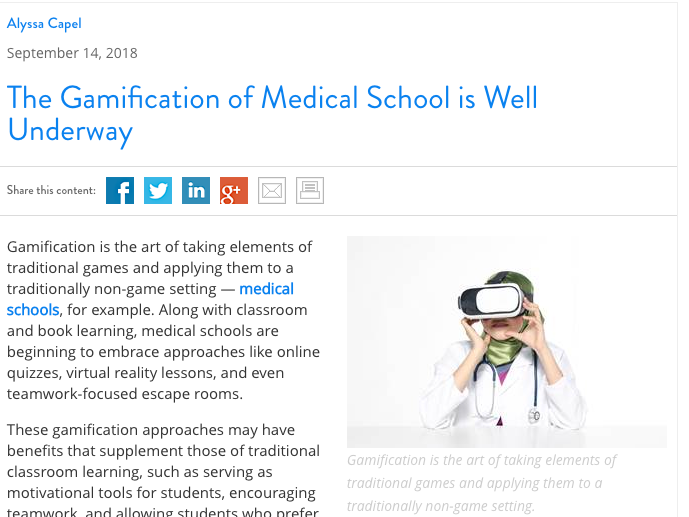 Alyssa Capel
September 14, 2018
The Gamification of Medical School is Well
Underway
Share this content:
f
in
g+
Gamification is the art of taking elements of
traditional games and applying them to a
traditionally non-game setting — medical
schools, for example. Along with classroom
and book learning, medical schools are
beginning to embrace approaches like online
quizzes, virtual reality lessons, and even
teamwork-focused escape rooms.
These gamification approaches may have
benefits that supplement those of traditional
classroom learning, such as serving as
motivational tools for students, encouraging
teamwork, and allowing students who prefer
Gamification is the art of taking elements of
traditional games and applying them to a
traditionally non-game setting.